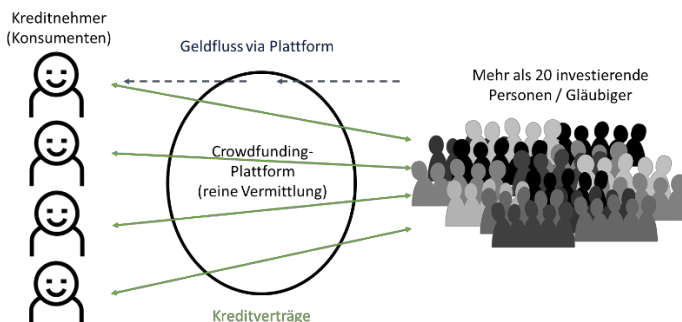 Kreditnehmer
(Konsumenten)
Geldfluss via Plattform
Mehr als 20 investierende
Personen / Gläubiger
Crowdfunding-
Plattform
(reine Vermittlung)
Kreditverträge